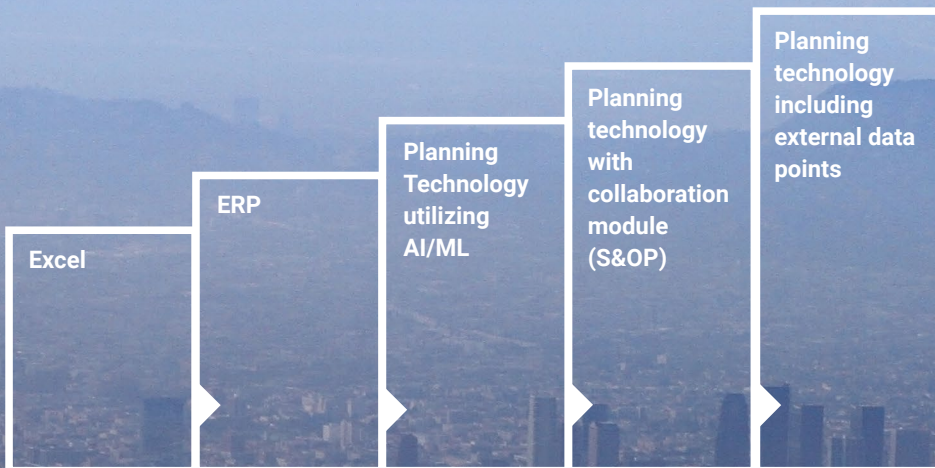 Excel
ERP
Planning
Technology
utilizing
AI/ML
Planning
technology
with
collaboration
module
(S&OP)
Planning
technology
including
external data
points